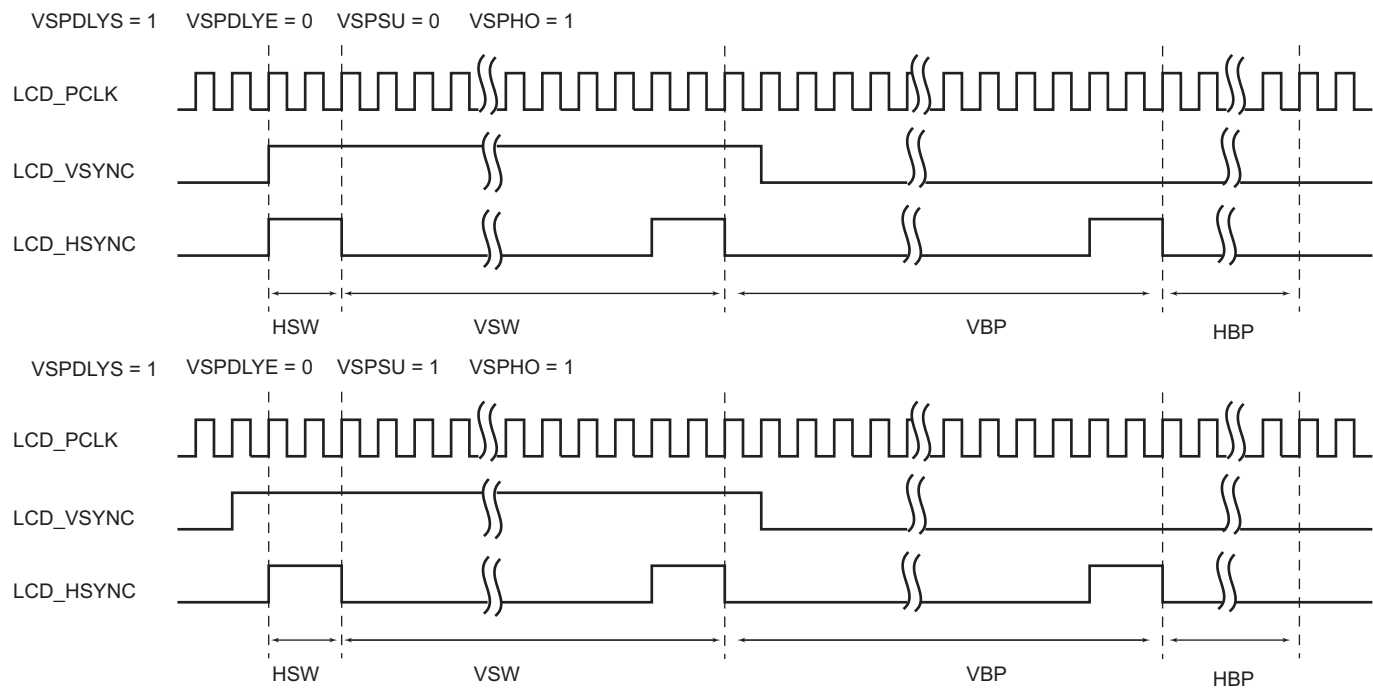 VSPDLYS = 1 VSPDLYE = 0 VSPSU = 0 VSPHO = 1
LCD_PCLK
LCD_VSYNC
LCD_HSYNC
HSW VSW VBP HBP
VSPDLYS = 1 VSPDLYE = 0 VSPSU = 1 VSPHO = 1
LCD_PCLK
LCD_VSYNC
LCD_HSYNC
HSW VSW VBP HBP